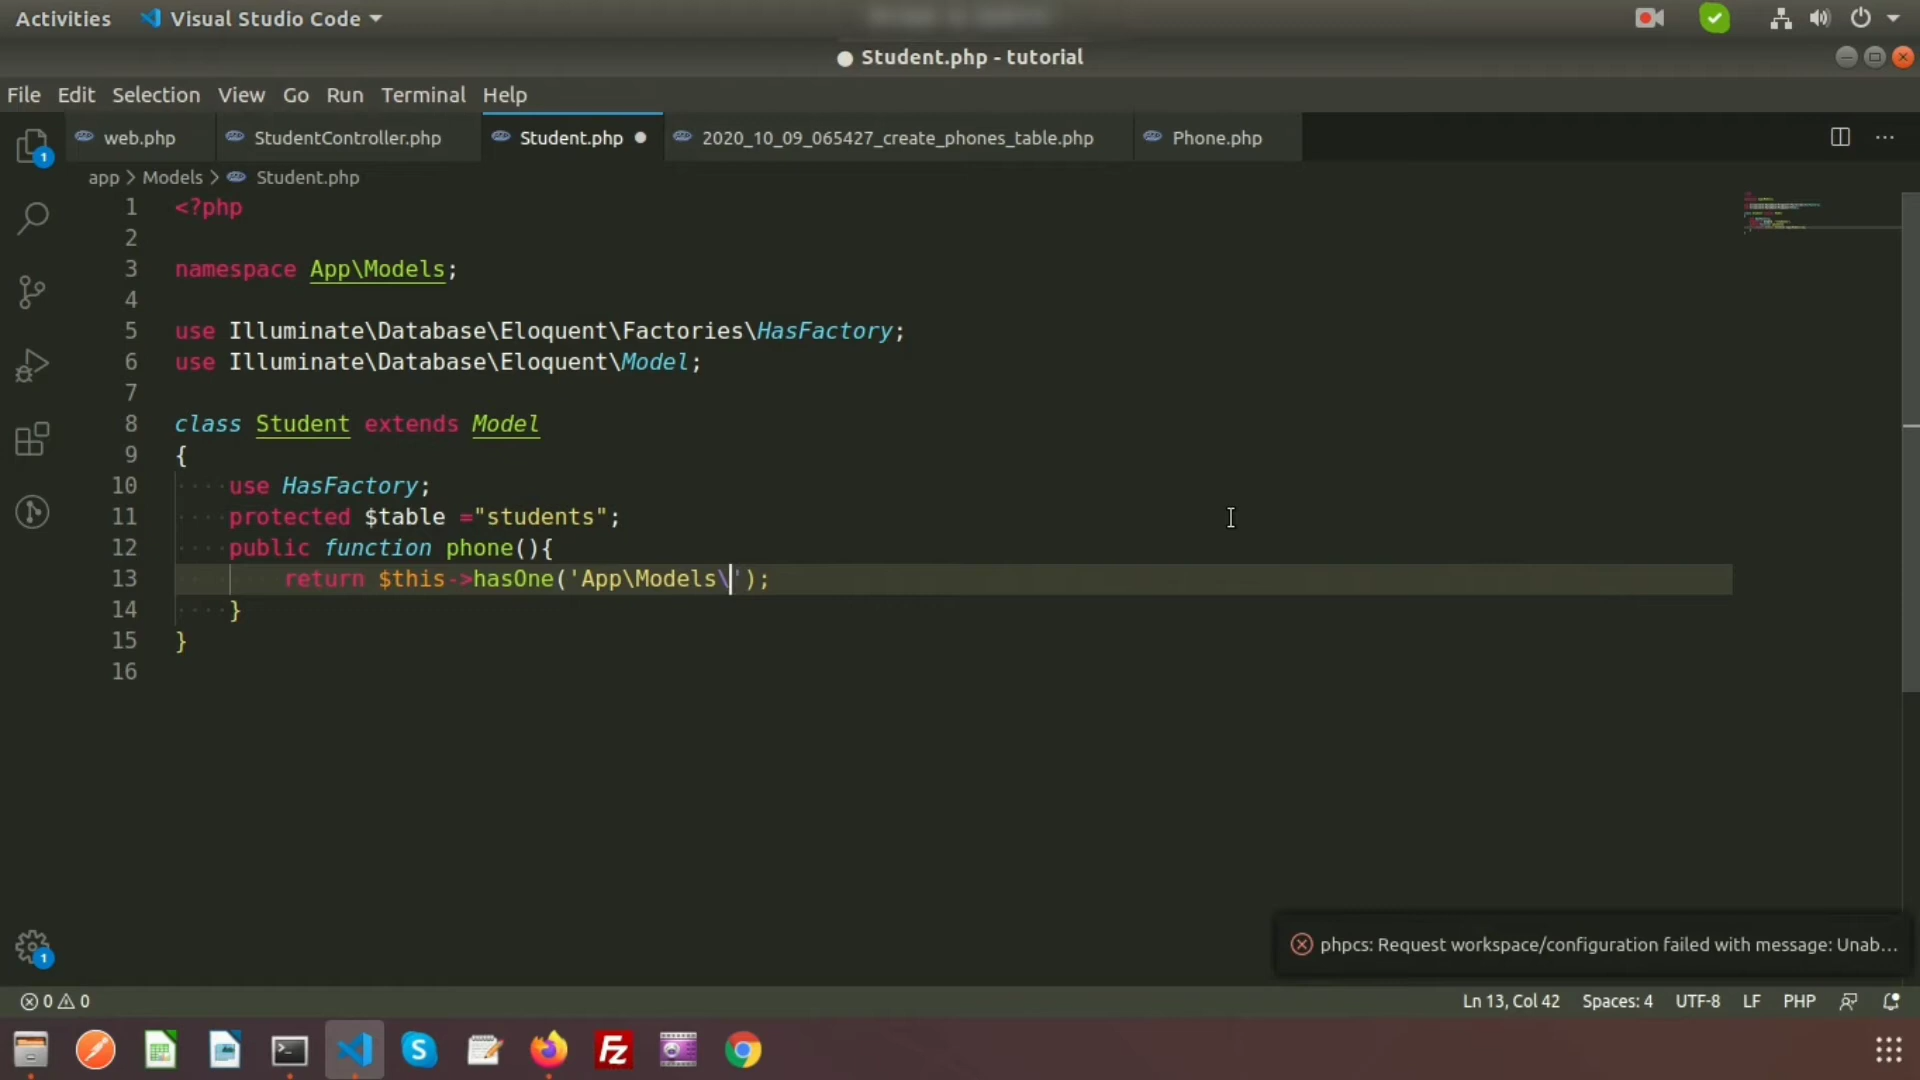 Activities Visual Studio Code
● Student.php - tutorial
File Edit Selection View Go Run Terminal Help
web.php StudentController.php Student.php ● 2020_10_09_065427_create_phones_table.php Phone.php ...
1
app > Models > Student.php
1 <?php
2
3 namespace App\Models;
4
5 use Illuminate\Database\Eloquent\Factories\HasFactory;
6 use Illuminate\Database\Eloquent\Model;
7
8 class Student extends Model
9 {
10 ····use HasFactory;
11 ····protected $table ="students";
12 ····public function phone(){
13 ········return $this->hasOne('App\Models\');
14 ····}
15 }
16
1
phpcs: Request workspace/configuration failed with message: Unab...
0 0 Ln 13, Col 42 Spaces: 4 UTF-8 LF PHP
S Fz